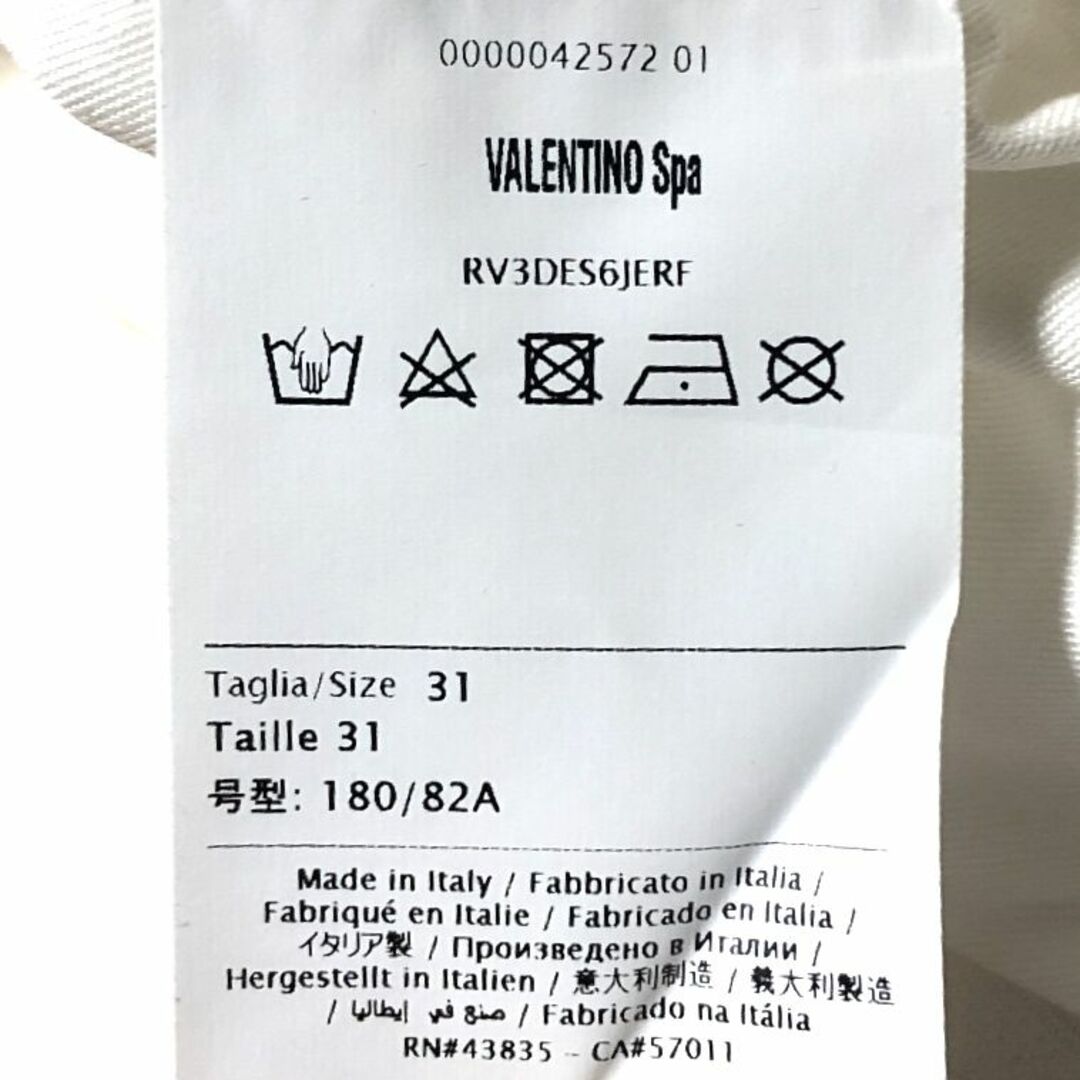 0000042572 01
VALENTINO Spa
RV3DES6JERF
Taglia/Size 31
Taille 31
号型: 180/82A
Made in Italy / Fabbricato in Italia /
Fabriqué en Italie / Fabricado en Italia /
イタリア製 / Произведено в Италии /
Hergestellt in Italien / 意大利制造 / 義大利製造
/ صنع في إيطاليا / Fabricado na Itália
RN#43835 - CA#57011